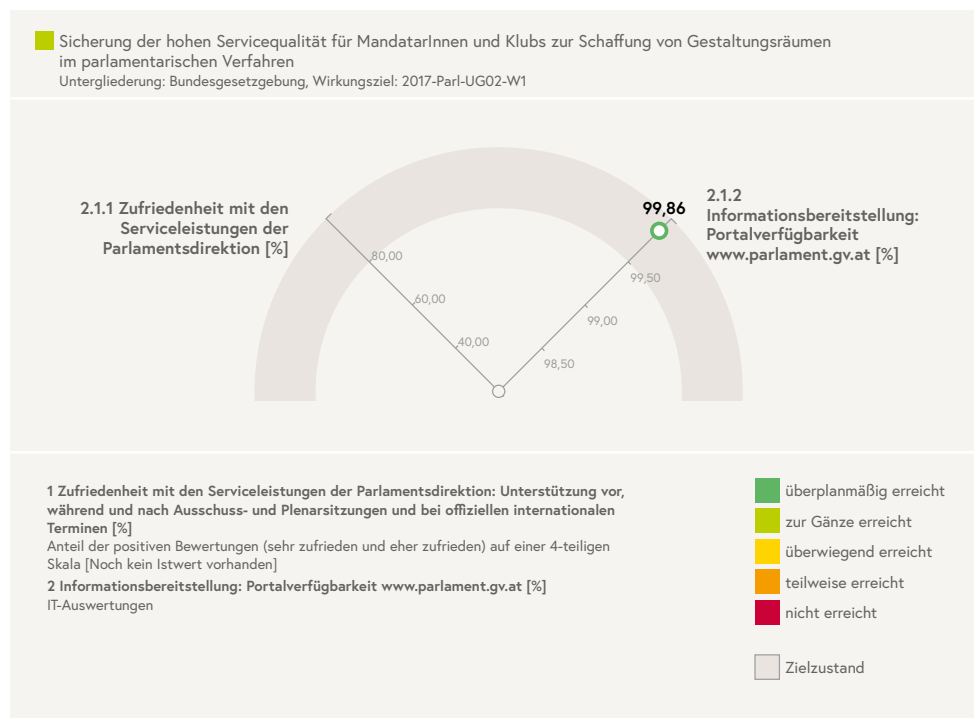 Sicherung der hohen Servicequalität für MandatarInnen und Klubs zur Schaffung von Gestaltungsräumen
im parlamentarischen Verfahren
Untergliederung: Bundesgesetzgebung, Wirkungsziel: 2017-Parl-UG02-W1
2.1.1 Zufriedenheit mit den
Serviceleistungen der
Parlamentsdirektion [%]
80,00
60,00
40,00
99,86
2.1.2
Informationsbereitstellung:
Portalverfügbarkeit
www.parlament.gv.at [%]
99,50
99,00
98,50
1 Zufriedenheit mit den Serviceleistungen der Parlamentsdirektion: Unterstützung vor,
während und nach Ausschuss- und Plenarsitzungen und bei offiziellen internationalen
Terminen [%]
Anteil der positiven Bewertungen (sehr zufrieden und eher zufrieden) auf einer 4-teiligen
Skala [Noch kein Istwert vorhanden]
2 Informationsbereitstellung: Portalverfügbarkeit www.parlament.gv.at [%]
IT-Auswertungen
überplanmäßig erreicht
zur Gänze erreicht
überwiegend erreicht
teilweise erreicht
nicht erreicht
Zielzustand